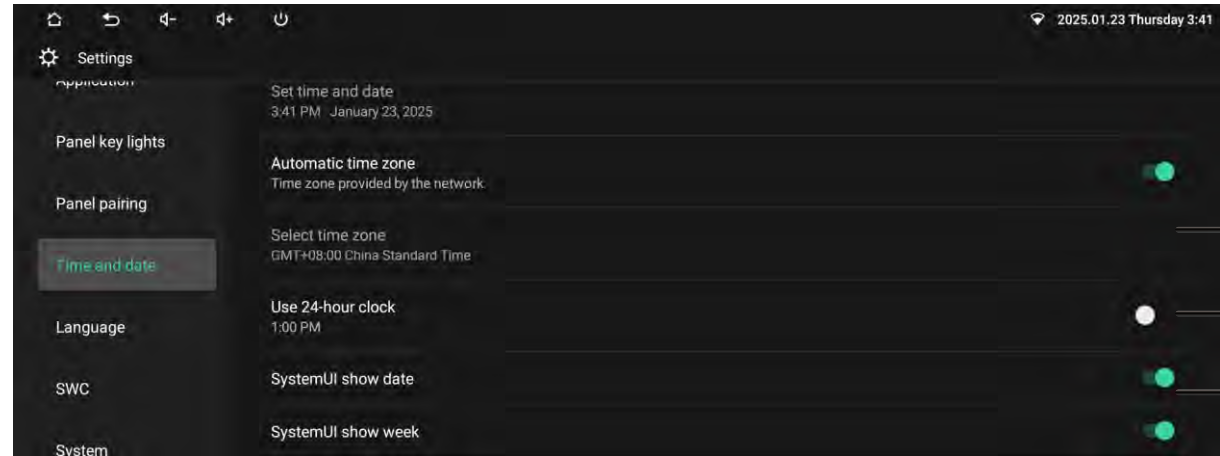 2025.01.23 Thursday 3:41
Settings
Application
Set time and date
3:41 PM January 23, 2025
Panel key lights
Automatic time zone
Time zone provided by the network
Panel pairing
Select time zone
GMT+08:00 China Standard Time
Time and date
Use 24-hour clock
1:00 PM
Language
SystemUI show date
SWC
SystemUI show week
System